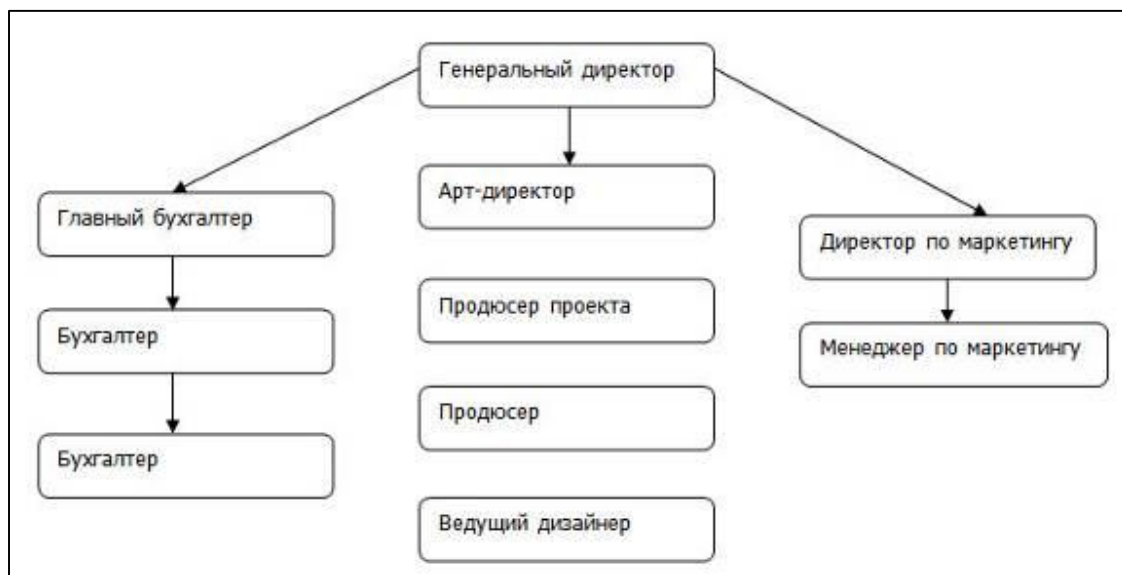 Генеральный директор
Арт-директор
Главный бухгалтер
Директор по маркетингу
Продюсер проекта
Бухгалтер
Менеджер по маркетингу
Продюсер
Бухгалтер
Ведущий дизайнер